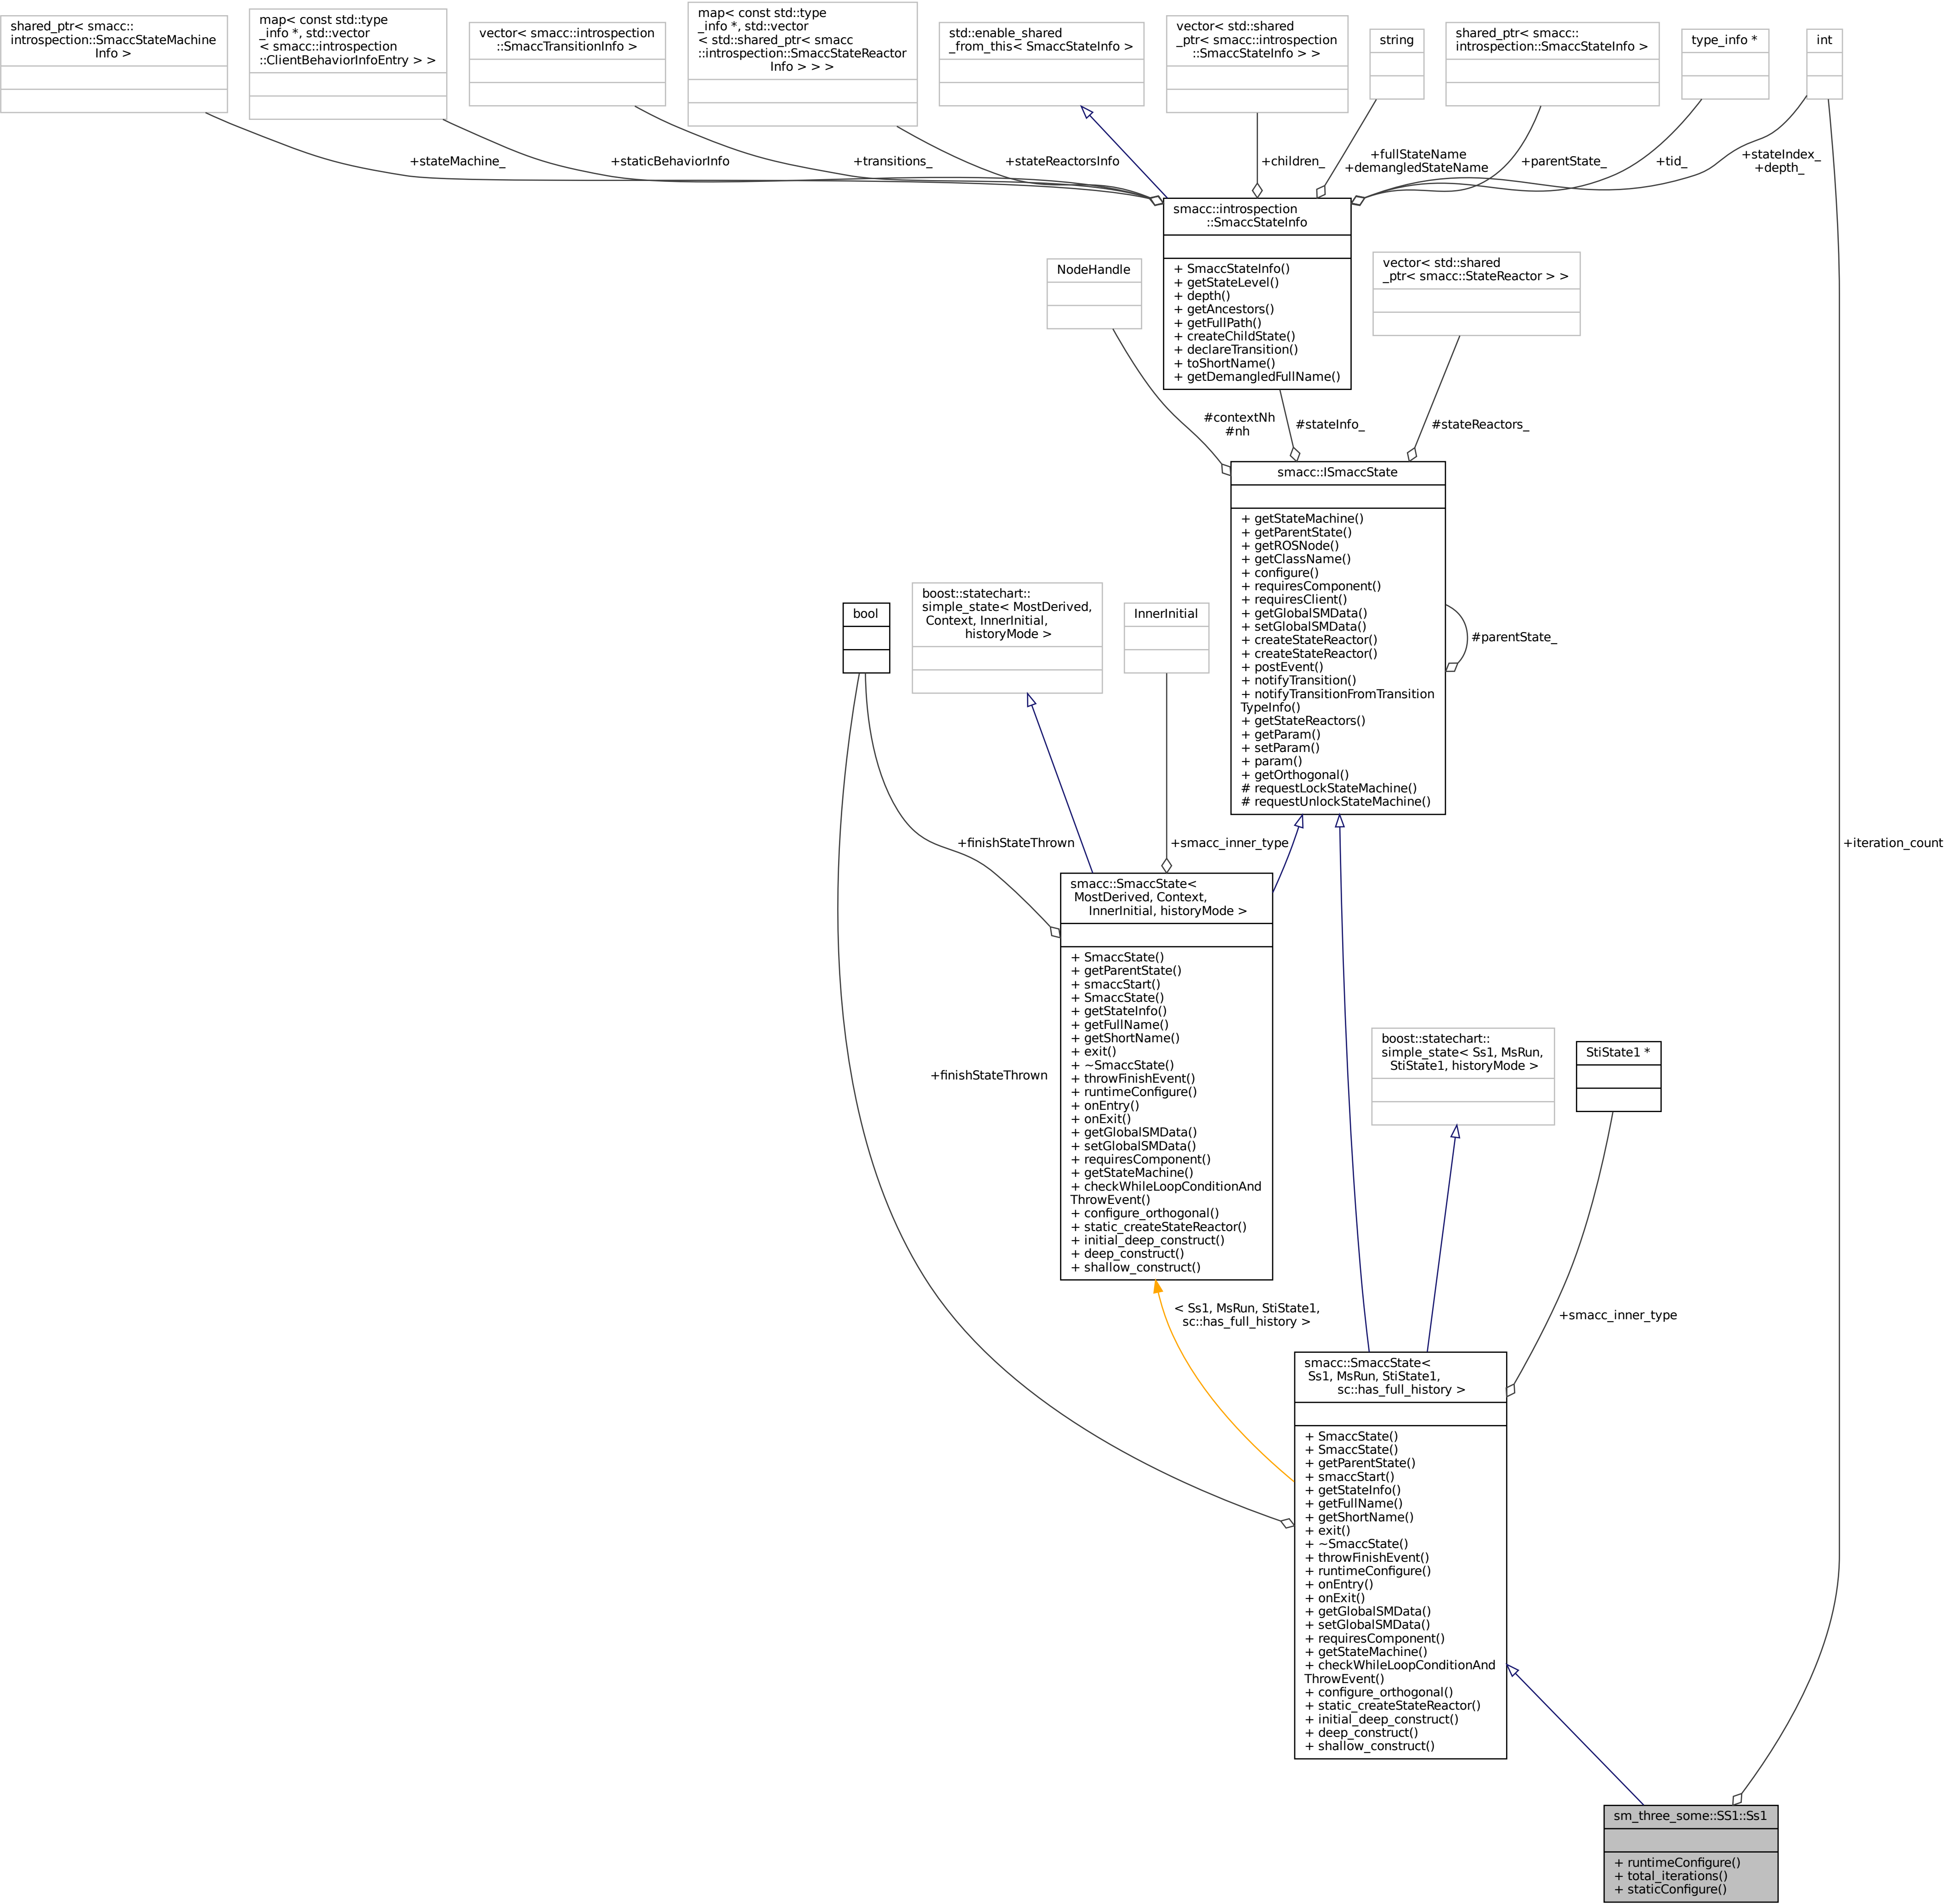 shared_ptr< smacc::
introspection::SmaccStateMachine
Info >
map< const std::type
_info *, std::vector
< smacc::introspection
::ClientBehaviorInfoEntry > >
vector< smacc::introspection
::SmaccTransitionInfo >
map< const std::type
_info *, std::vector
< std::shared_ptr< smacc
::introspection::SmaccStateReactor
Info > > >
std::enable_shared
_from_this< SmaccStateInfo >
vector< std::shared
_ptr< smacc::introspection
::SmaccStateInfo > >
string
shared_ptr< smacc::
introspection::SmaccStateInfo >
type_info *
int
+stateMachine_
+staticBehaviorInfo
+transitions_
+stateReactorsInfo
+children_
+fullStateName
+demangledStateName
+parentState_
+tid_
+stateIndex_
+depth_
smacc::introspection
::SmaccStateInfo
+ SmaccStateInfo()
+ getStateLevel()
+ depth()
+ getAncestors()
+ getFullPath()
+ createChildState()
+ declareTransition()
+ toShortName()
+ getDemangledFullName()
NodeHandle
vector< std::shared
_ptr< smacc::StateReactor > >
#contextNh
#nh
#stateInfo_
#stateReactors_
smacc::ISmaccState
+ getStateMachine()
+ getParentState()
+ getROSNode()
+ getClassName()
+ configure()
+ requiresComponent()
+ requiresClient()
+ getGlobalSMData()
+ setGlobalSMData()
+ createStateReactor()
+ createStateReactor()
+ postEvent()
+ notifyTransition()
+ notifyTransitionFromTransition
TypeInfo()
+ getStateReactors()
+ getParam()
+ setParam()
+ param()
+ getOrthogonal()
# requestLockStateMachine()
# requestUnlockStateMachine()
#parentState_
bool
boost::statechart::
simple_state< MostDerived,
Context, InnerInitial,
historyMode >
InnerInitial
+finishStateThrown
+smacc_inner_type
+iteration_count
smacc::SmaccState<
MostDerived, Context,
InnerInitial, historyMode >
+ SmaccState()
+ getParentState()
+ smaccStart()
+ SmaccState()
+ getStateInfo()
+ getFullName()
+ getShortName()
+ exit()
+ ~SmaccState()
+ throwFinishEvent()
+ runtimeConfigure()
+ onEntry()
+ onExit()
+ getGlobalSMData()
+ setGlobalSMData()
+ requiresComponent()
+ getStateMachine()
+ checkWhileLoopConditionAnd
ThrowEvent()
+ configure_orthogonal()
+ static_createStateReactor()
+ initial_deep_construct()
+ deep_construct()
+ shallow_construct()
+finishStateThrown
boost::statechart::
simple_state< Ss1, MsRun,
StiState1, historyMode >
StiState1 *
< Ss1, MsRun, StiState1,
sc::has_full_history >
+smacc_inner_type
smacc::SmaccState<
Ss1, MsRun, StiState1,
sc::has_full_history >
+ SmaccState()
+ SmaccState()
+ getParentState()
+ smaccStart()
+ getStateInfo()
+ getFullName()
+ getShortName()
+ exit()
+ ~SmaccState()
+ throwFinishEvent()
+ runtimeConfigure()
+ onEntry()
+ onExit()
+ getGlobalSMData()
+ setGlobalSMData()
+ requiresComponent()
+ getStateMachine()
+ checkWhileLoopConditionAnd
ThrowEvent()
+ configure_orthogonal()
+ static_createStateReactor()
+ initial_deep_construct()
+ deep_construct()
+ shallow_construct()
sm_three_some::SS1::Ss1
+ runtimeConfigure()
+ total_iterations()
+ staticConfigure()